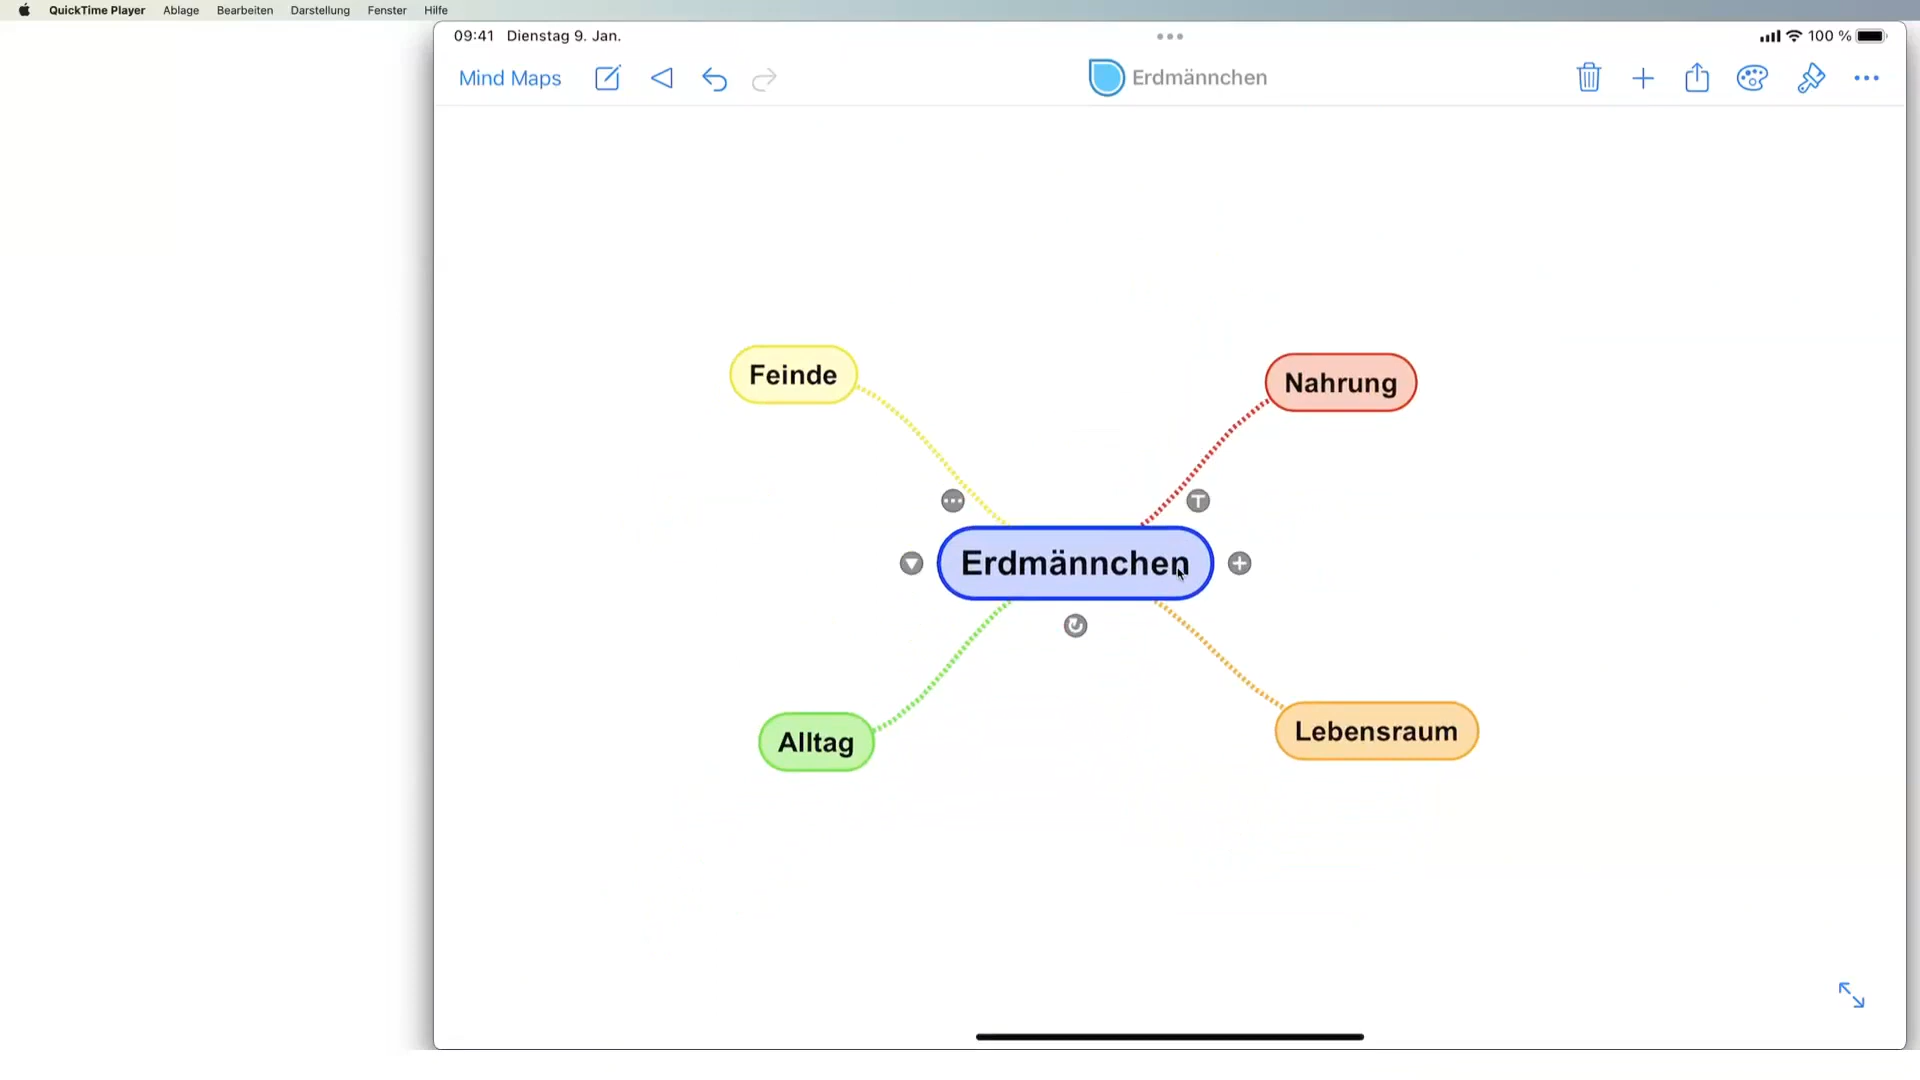 QuickTime Player Ablage Bearbeiten Darstellung Fenster Hilfe
09:41 Dienstag 9. Jan.
100 %
Mind Maps
Erdmännchen
Feinde
Nahrung
Erdmännchen
Alltag
Lebensraum